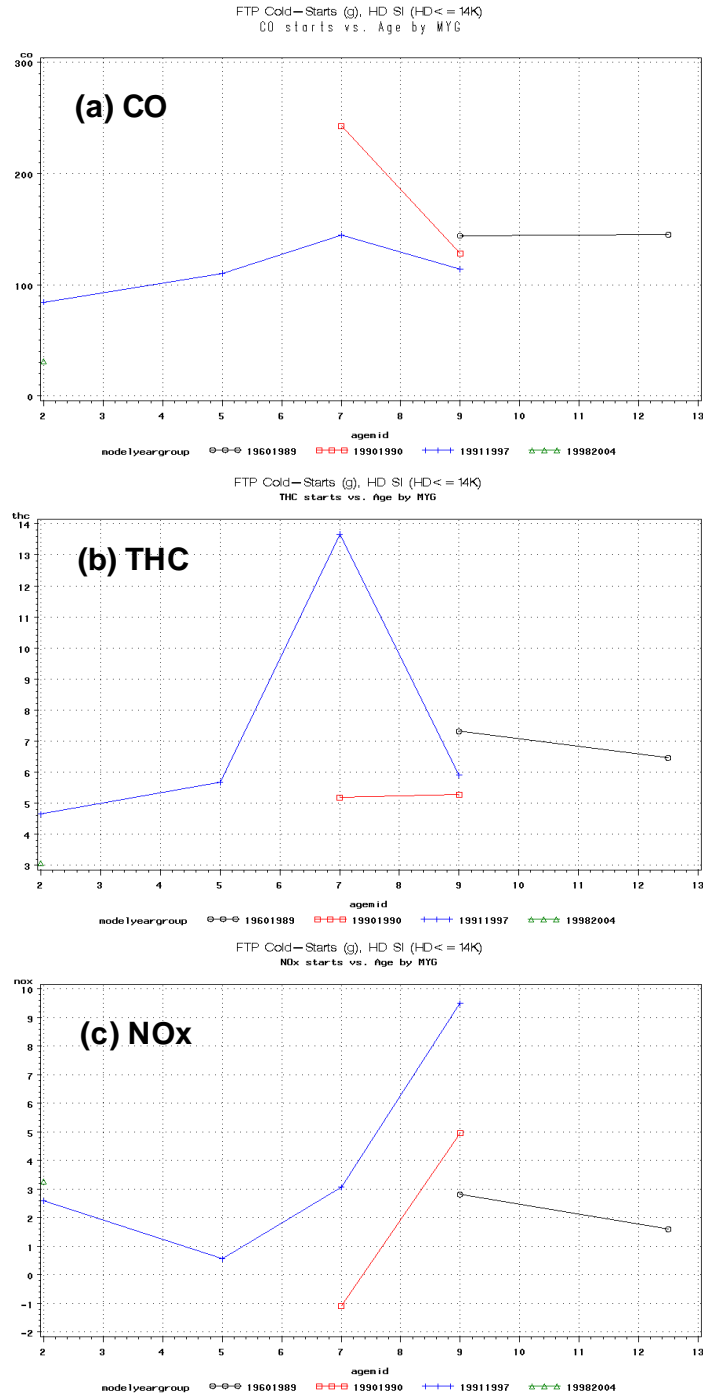 FTP Cold-Starts (g), HD SI (HD<=14K)
CO starts vs. Age by MYG
co
300
(a) CO
200
100
0
2 3 4 5 6 7 8 9 10 11 12 13
agemid
modelyeargroup 19601989 19901990 19911997 19982004
FTP Cold-Starts (g), HD SI (HD<=14K)
THC starts vs. Age by MYG
thc
14
13
(b) THC
12
11
10
9
8
7
6
5
4
3
2 3 4 5 6 7 8 9 10 11 12 13
agemid
modelyeargroup 19601989 19901990 19911997 19982004
FTP Cold-Starts (g), HD SI (HD<=14K)
NOx starts vs. Age by MYG
nox
10
9
(c) NOx
8
7
6
5
4
3
2
1
0
-1
-2
2 3 4 5 6 7 8 9 10 11 12 13
agemid
modelyeargroup 19601989 19901990 19911997 19982004